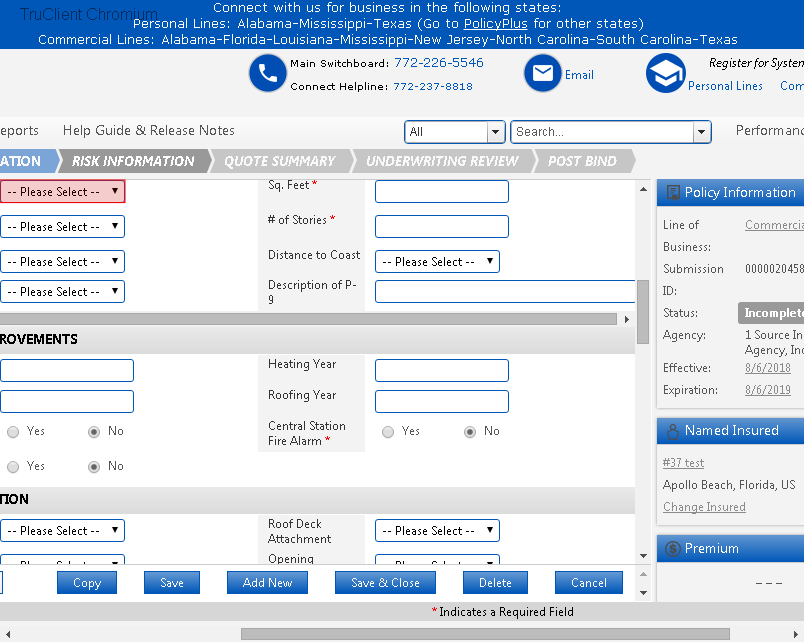 TruClient Chromium
Connect with us for business in the following states:
Personal Lines: Alabama-Mississippi-Texas (Go to PolicyPlus for other states)
Commercial Lines: Alabama-Florida-Louisiana-Mississippi-New Jersey-North Carolina-South Carolina-Texas
Main Switchboard: 772-226-5546
Connect Helpline: 772-237-8818
Email
Register for System
Personal Lines Com
eports Help Guide & Release Notes All Search... Performanc
ATION RISK INFORMATION QUOTE SUMMARY UNDERWRITING REVIEW POST BIND
-- Please Select -- Sq. Feet *
-- Please Select -- # of Stories *
-- Please Select -- Distance to Coast -- Please Select --
-- Please Select -- Description of P-
9
ROVEMENTS
Heating Year
Roofing Year
Yes No Central Station
Fire Alarm * Yes No
Yes No
TION
-- Please Select -- Roof Deck
Attachment -- Please Select --
-- Please Select -- Opening -- Please Select --
Copy Save Add New Save & Close Delete Cancel
* Indicates a Required Field
Policy Information
Line of
Business: Commercia
Submission
ID: 0000020458
Status: Incomplete
Agency: 1 Source In
Agency, Inc
Effective: 8/6/2018
Expiration: 8/6/2019
Named Insured
#37 test
Apollo Beach, Florida, US
Change Insured
$ Premium
---